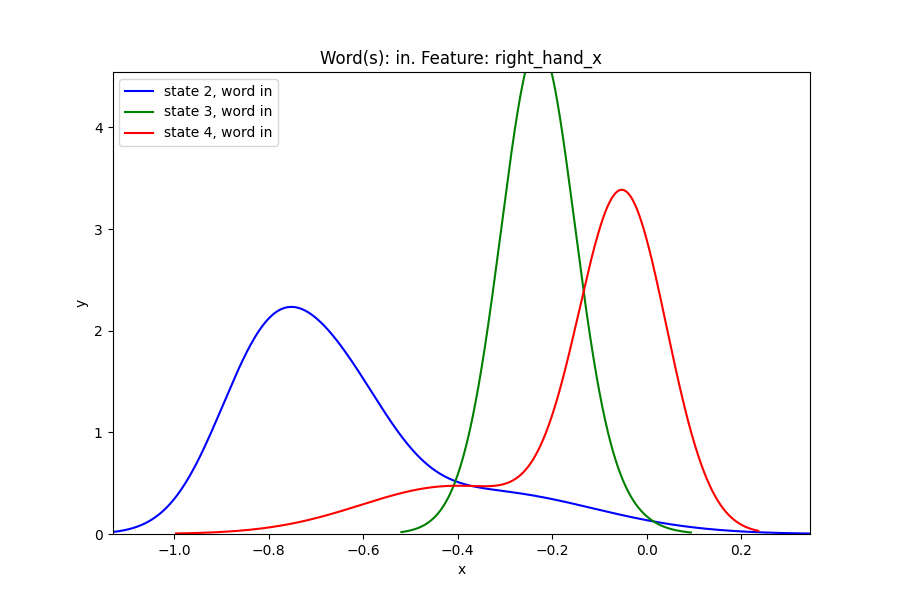 Word(s): in. Feature: right_hand_x
state 2, word in
state 3, word in
state 4, word in
4
3
2
1
0
y
−1.0 −0.8 −0.6 −0.4 −0.2 0.0 0.2
x